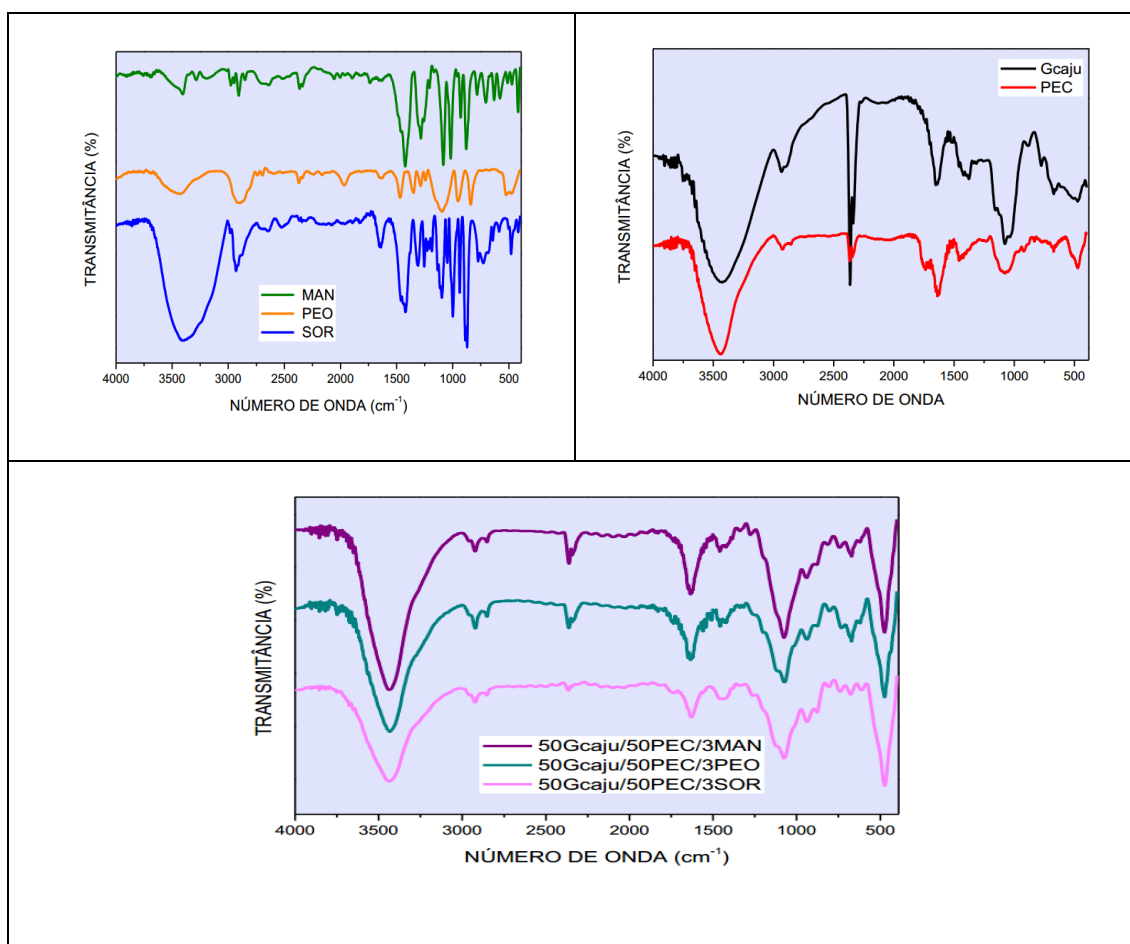 TRANSMITÂNCIA (%)
MAN
PEO
SOR
4000 3500 3000 2500 2000 1500 1000 500
NÚMERO DE ONDA (cm-1)
TRANSMITÂNCIA (%)
Gcaju
PEC
4000 3500 3000 2500 2000 1500 1000 500
NÚMERO DE ONDA
TRANSMITÂNCIA (%)
50Gcaju/50PEC/3MAN
50Gcaju/50PEC/3PEO
50Gcaju/50PEC/3SOR
4000 3500 3000 2500 2000 1500 1000 500
NÚMERO DE ONDA (cm-1)